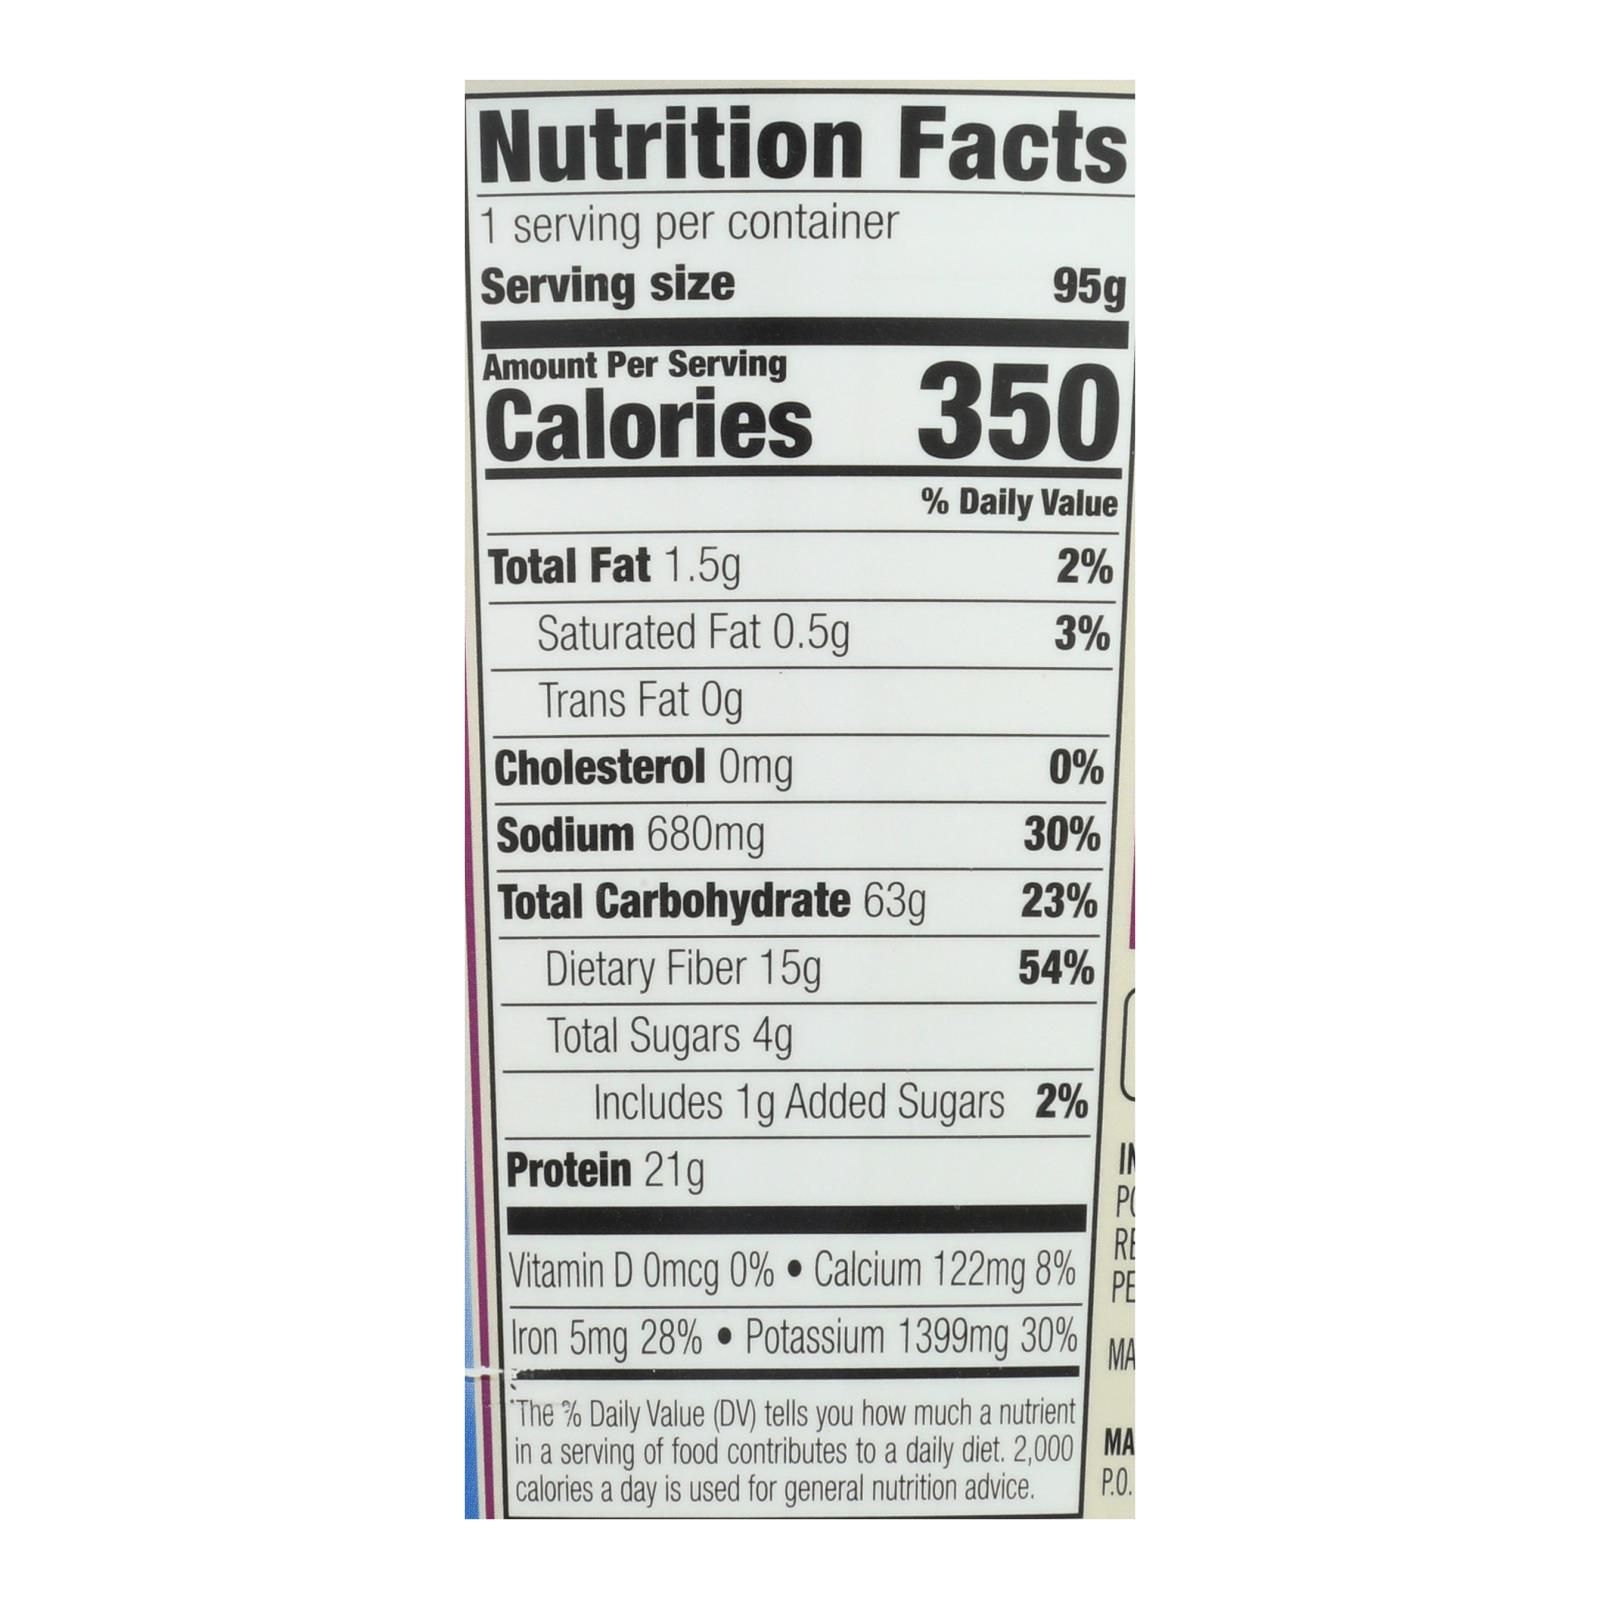 Nutrition Facts
1 serving per container
Serving size 95g
Amount Per Serving
Calories 350
% Daily Value
Total Fat 1.5g 2%
Saturated Fat 0.5g 3%
Trans Fat 0g
Cholesterol 0mg 0%
Sodium 680mg 30%
Total Carbohydrate 63g 23%
Dietary Fiber 15g 54%
Total Sugars 4g
Includes 1g Added Sugars 2%
Protein 21g
Vitamin D 0mcg 0% • Calcium 122mg 8%
Iron 5mg 28% • Potassium 1399mg 30%
*The % Daily Value (DV) tells you how much a nutrient
in a serving of food contributes to a daily diet. 2,000
calories a day is used for general nutrition advice.
P.O.